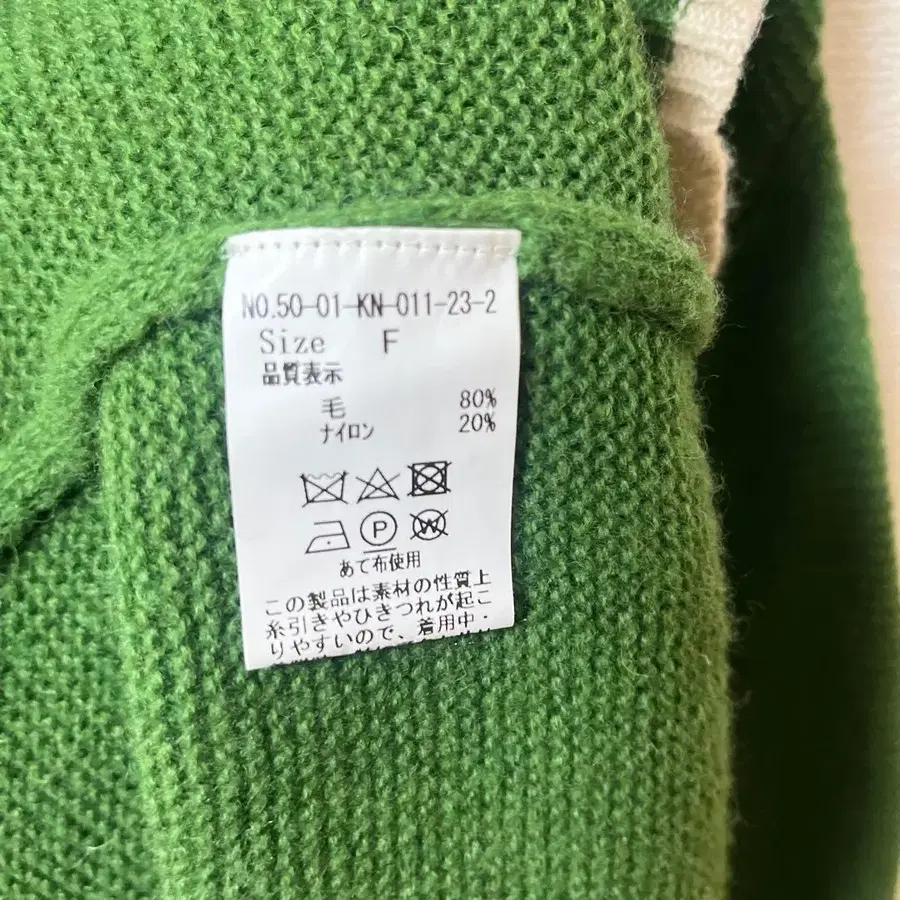 NO.50-01-KN-011-23-2
Size F
品質表示
毛 80%
ナイロン 20%
P
W
あて布使用
この製品は素材の性質上
糸引きやひきつれが起こ
りやすいので、着用中・